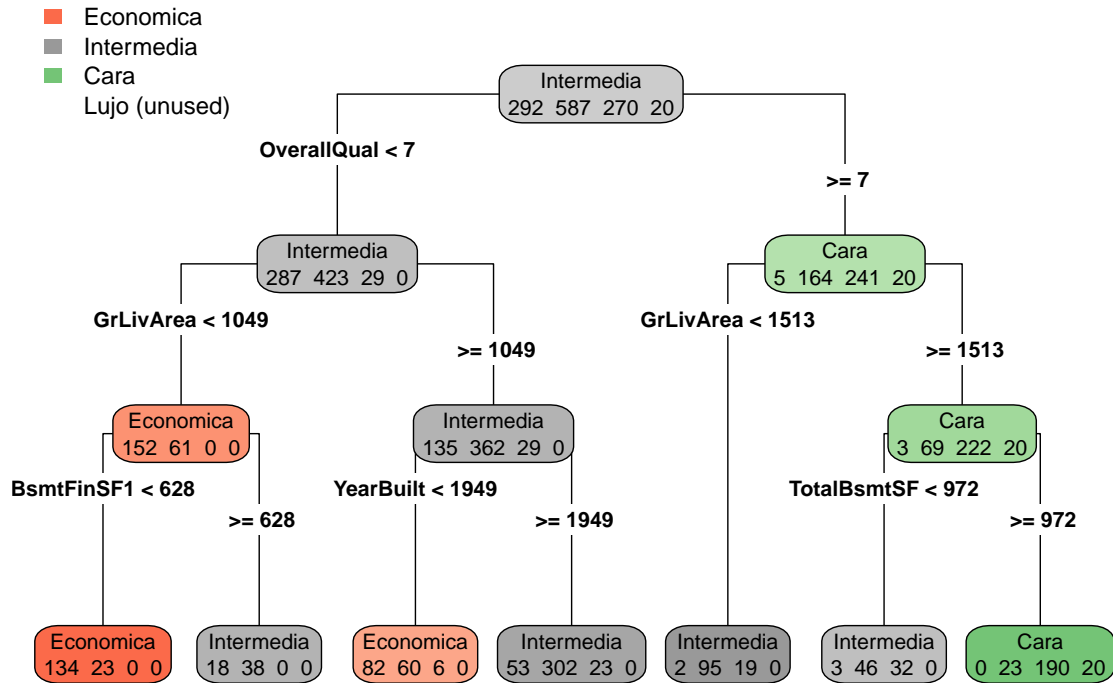 Economica
Intermedia
Cara
Lujo (unused)
Intermedia
292 587 270 20
OverallQual < 7
>= 7
Intermedia
287 423 29 0
Cara
5 164 241 20
GrLivArea < 1049
>= 1049
GrLivArea < 1513
>= 1513
Economica
152 61 0 0
Intermedia
135 362 29 0
Cara
3 69 222 20
BsmtFinSF1 < 628
>= 628
YearBuilt < 1949
>= 1949
TotalBsmtSF < 972
>= 972
Economica
134 23 0 0
Intermedia
18 38 0 0
Economica
82 60 6 0
Intermedia
53 302 23 0
Intermedia
2 95 19 0
Intermedia
3 46 32 0
Cara
0 23 190 20